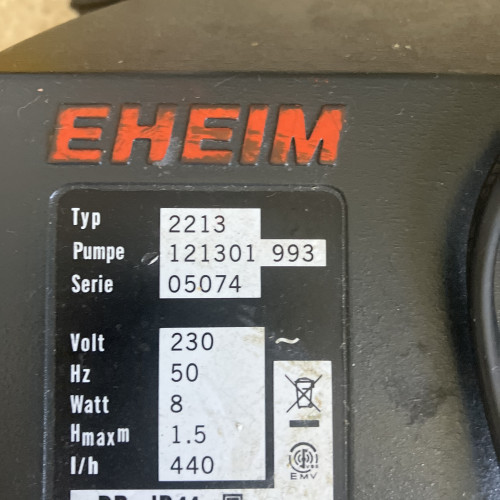 EHEIM
Typ 2213
Pumpe 121301 993
Serie 05074
Volt 230 ~
Hz 50
Watt 8
Hmaxm 1.5
l/h 440
EMV